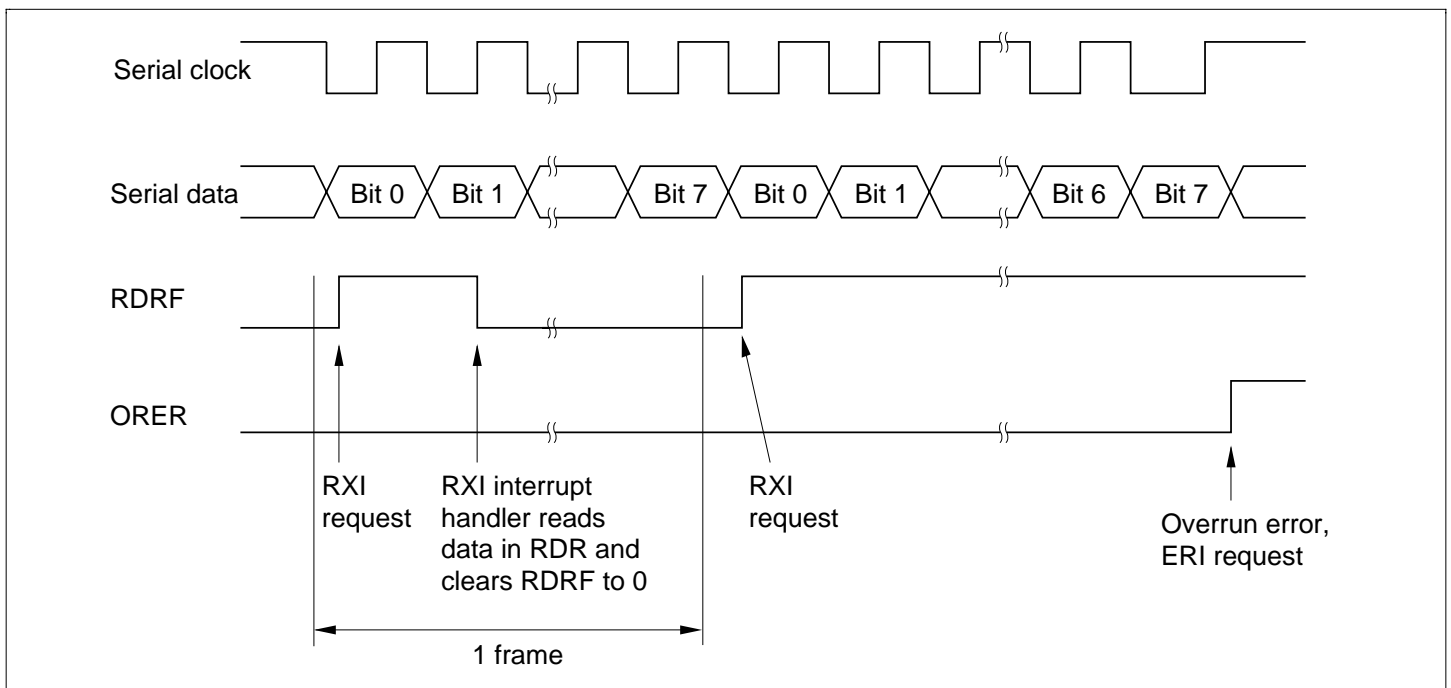 Serial clock
Serial data
Bit 0
Bit 1
Bit 7
Bit 0
Bit 1
Bit 6
Bit 7
RDRF
ORER
RXI
request
RXI interrupt
handler reads
data in RDR and
clears RDRF to 0
RXI
request
Overrun error,
ERI request
1 frame